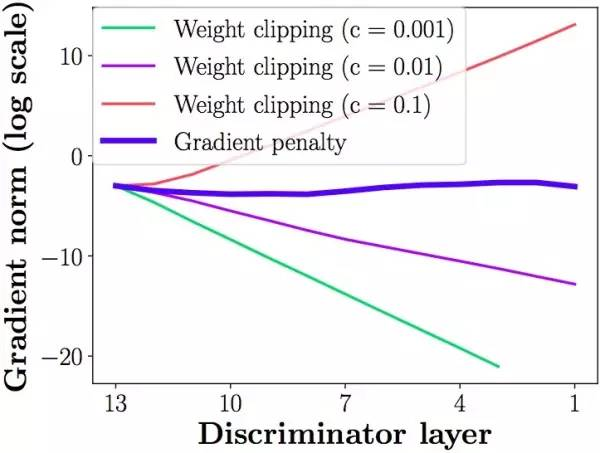 Weight clipping (c = 0.001)
Weight clipping (c = 0.01)
Weight clipping (c = 0.1)
Gradient penalty
Gradient norm (log scale)
10
0
−10
−20
13 10 7 4 1
Discriminator layer